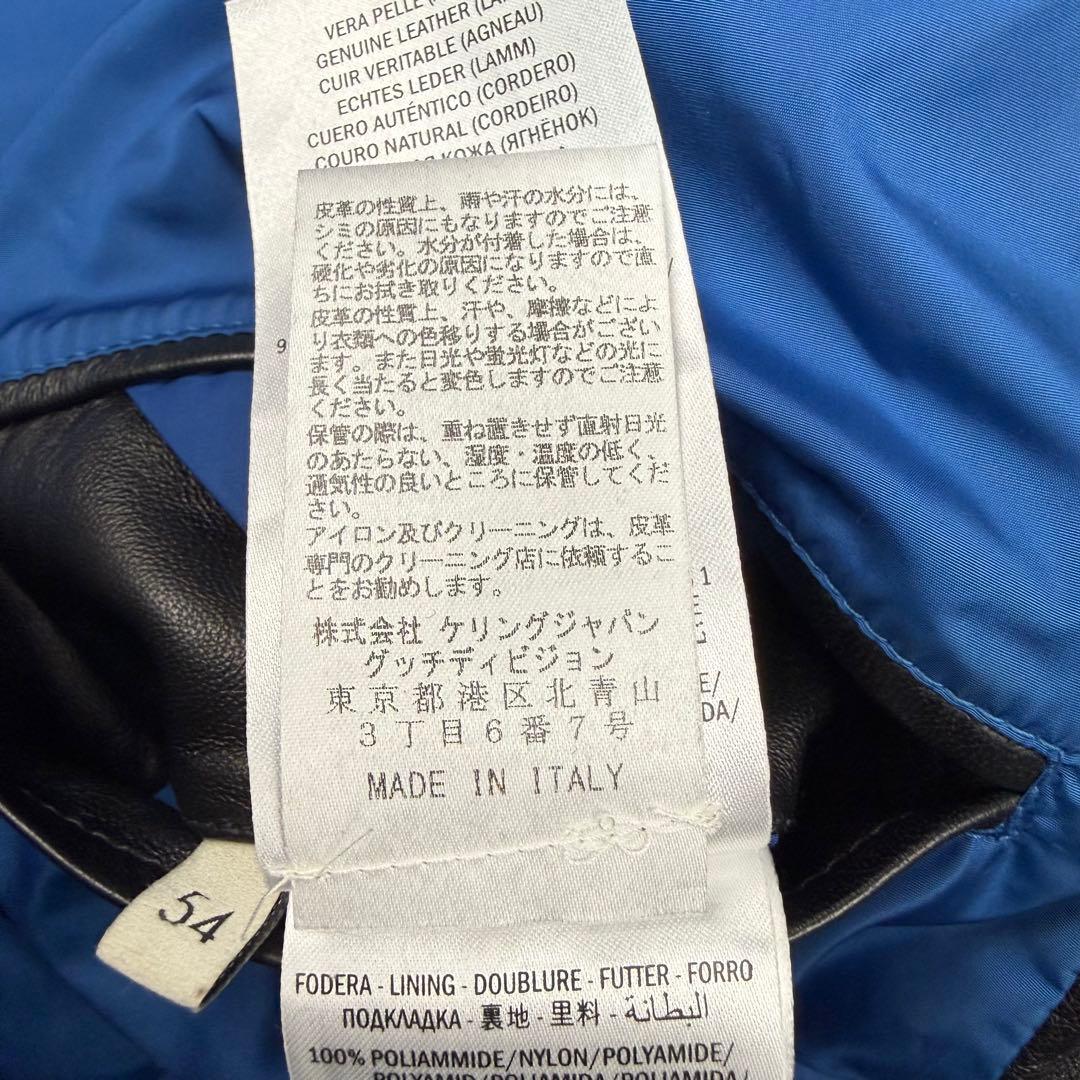 VERA PELLE
GENUINE LEATHER (LAMB)
CUIR VERITABLE (AGNEAU)
ECHTES LEDER (LAMM)
CUERO AUTÉNTICO (CORDERO)
COURO NATURAL (CORDEIRO)
КОЖА (ЯГНЁНОК)
皮革の性質上、雨や汗の水分には、
シミの原因にもなりますのでご注意
ください。水分が付着した場合は、
硬化や劣化の原因になりますので直
ちにお拭き取りください。
皮革の性質上、汗や、摩擦などによ
り衣類への色移りする場合がござい
ます。また日光や蛍光灯などの光に
長く当たると変色しますのでご注意
ください。
保管の際は、重ね置きせず直射日光
のあたらない、湿度・温度の低く、
通気性の良いところに保管してくだ
さい。
アイロン及びクリーニングは、皮革
専門のクリーニング店に依頼するこ
とをお勧めします。
株式会社 ケリングジャパン
グッチディビジョン
東京都港区北青山
3丁目6番7号
MADE IN ITALY
9
1
E/
DA/
54
FODERA - LINING - DOUBLURE - FUTTER - FORRO
ПОДКЛАДКА - 裏地 - 里料 - البطانة
100% POLIAMMIDE/NYLON/POLYAMIDE/
POLYAMID/POLIAMIDA/POLIAMIDA/